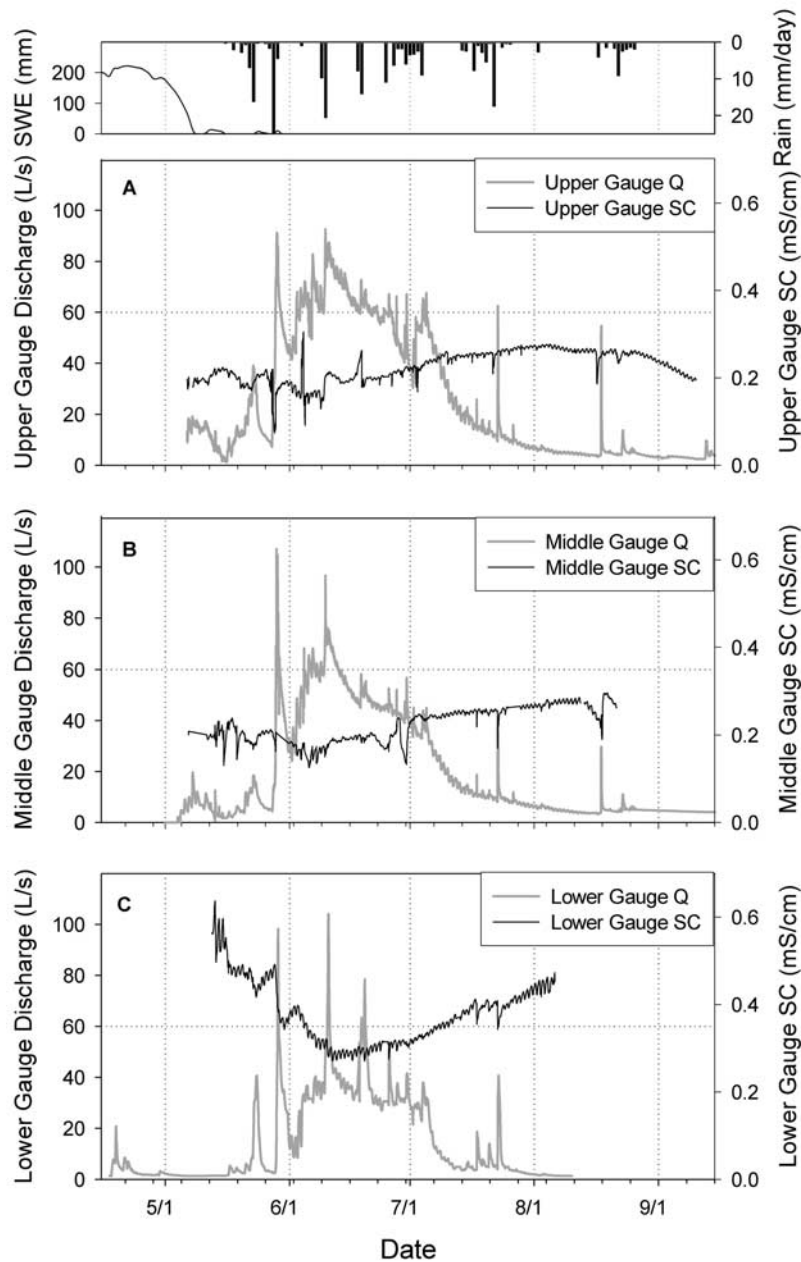 SWE (mm)
200
100
0
0
10
20
Rain (mm/day)
A
Upper Gauge Q
Upper Gauge SC
Upper Gauge Discharge (L/s)
100
80
60
40
20
0
0.6
0.4
0.2
0.0
Upper Gauge SC (mS/cm)
B
Middle Gauge Q
Middle Gauge SC
Middle Gauge Discharge (L/s)
100
80
60
40
20
0
0.6
0.4
0.2
0.0
Middle Gauge SC (mS/cm)
C
Lower Gauge Q
Lower Gauge SC
Lower Gauge Discharge (L/s)
100
80
60
40
20
0
0.6
0.4
0.2
0.0
Lower Gauge SC (mS/cm)
5/1 6/1 7/1 8/1 9/1
Date